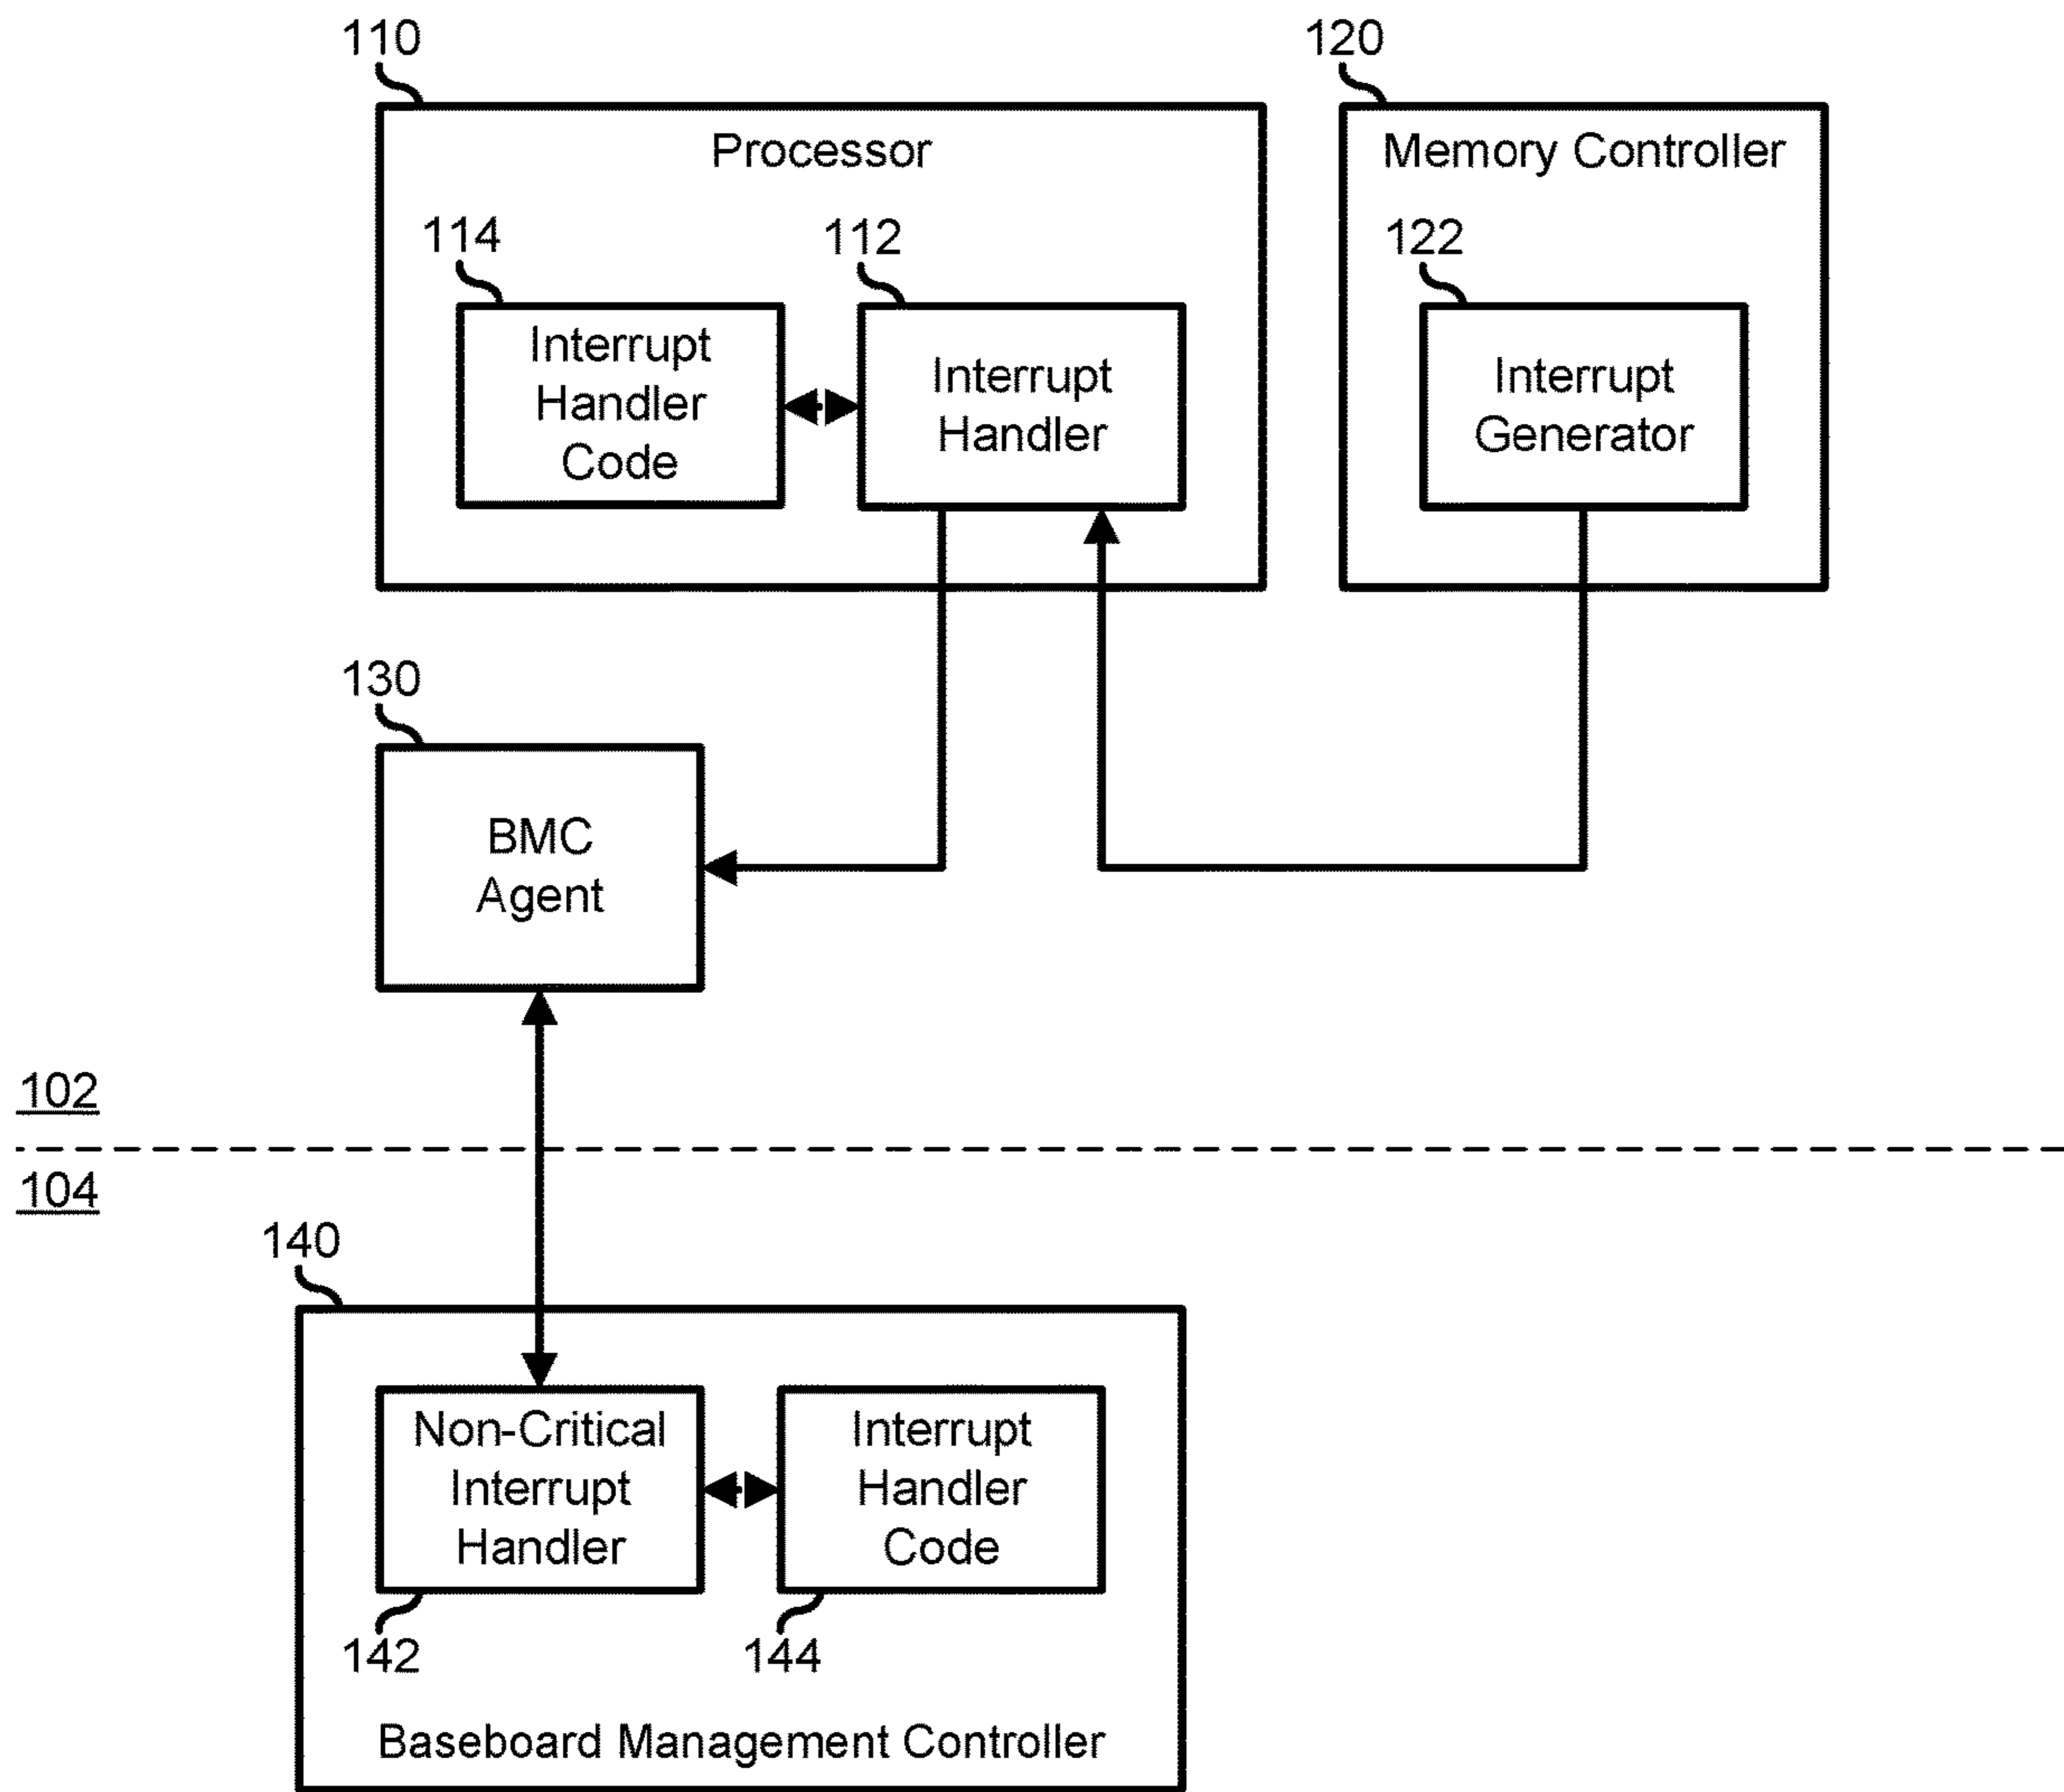 110
120
Processor
Memory Controller
114
112
122
Interrupt
Handler
Code
Interrupt
Handler
Interrupt
Generator
130
BMC
Agent
102
104
140
Non-Critical
Interrupt
Handler
Interrupt
Handler
Code
142
144
Baseboard Management Controller